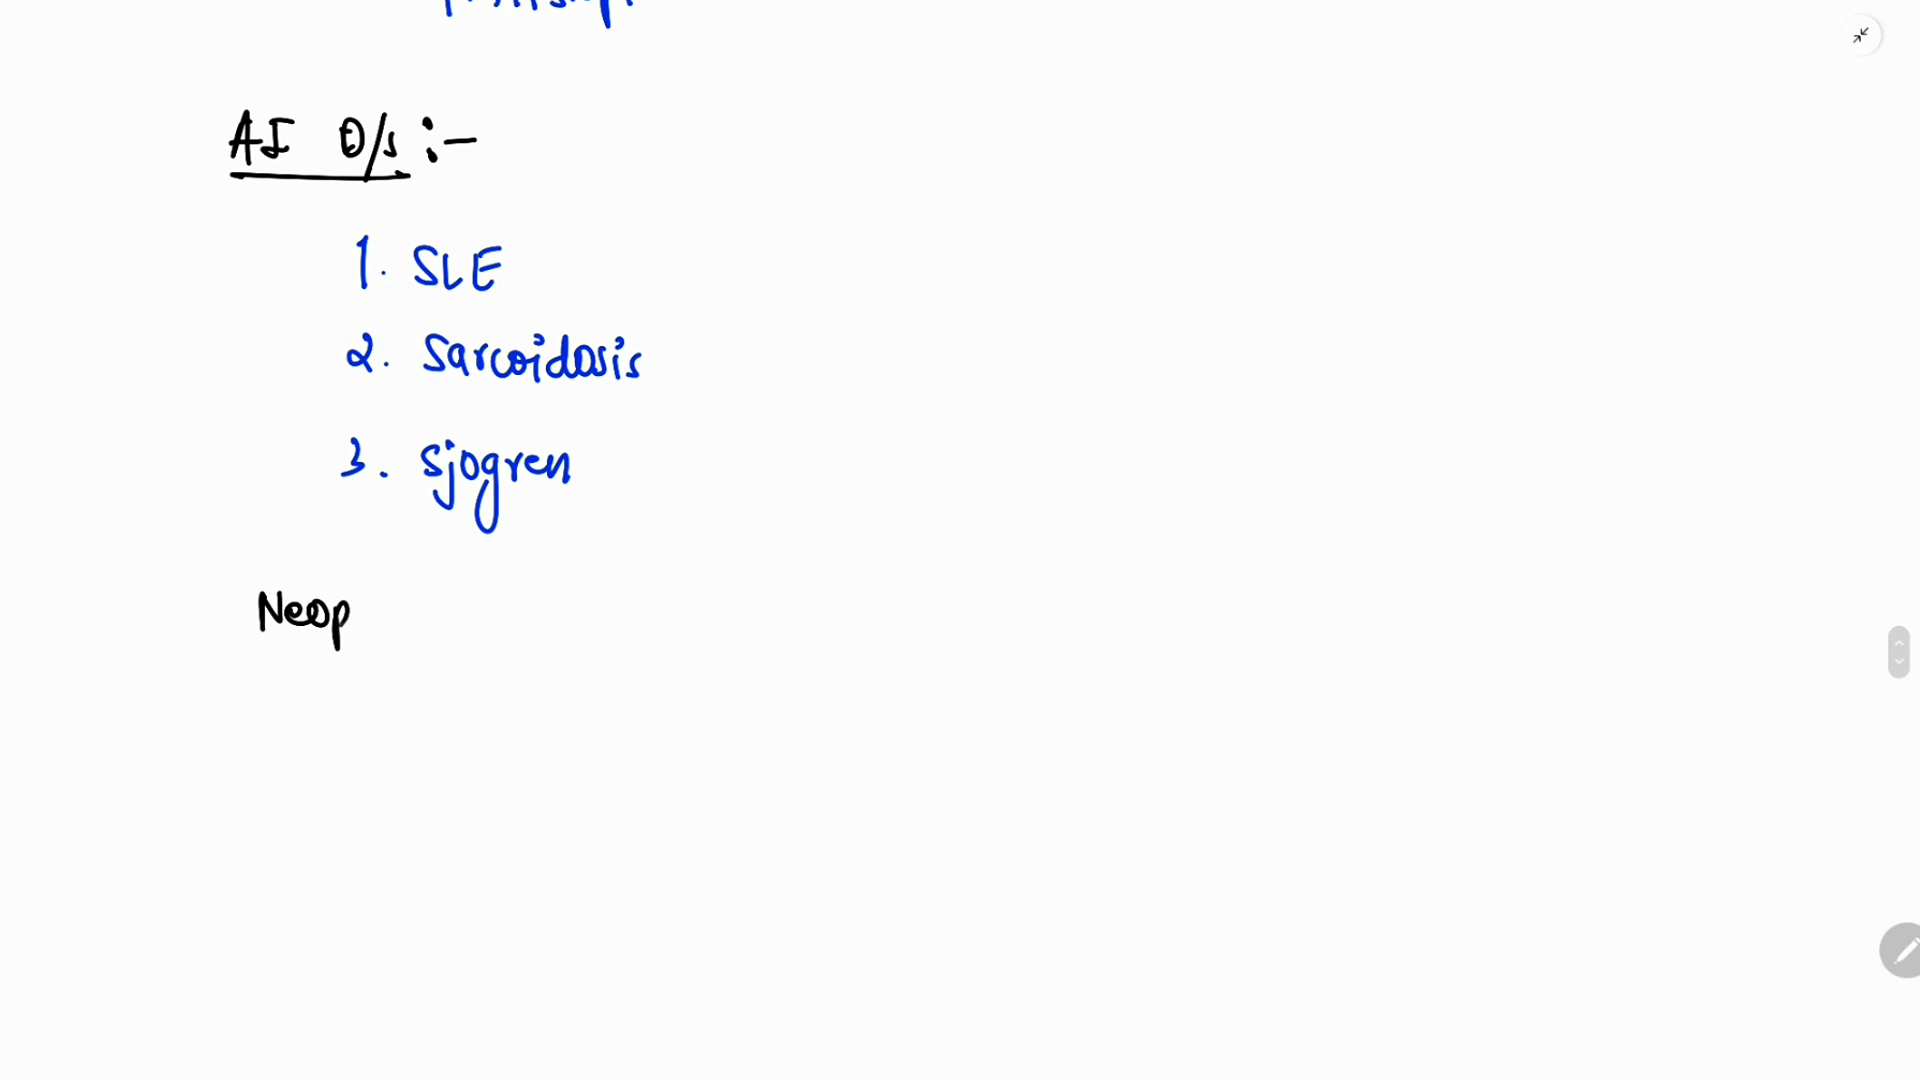 AI D/s :-
1. SLE
2. Sarcoidosis
3. Sjogren
Neop